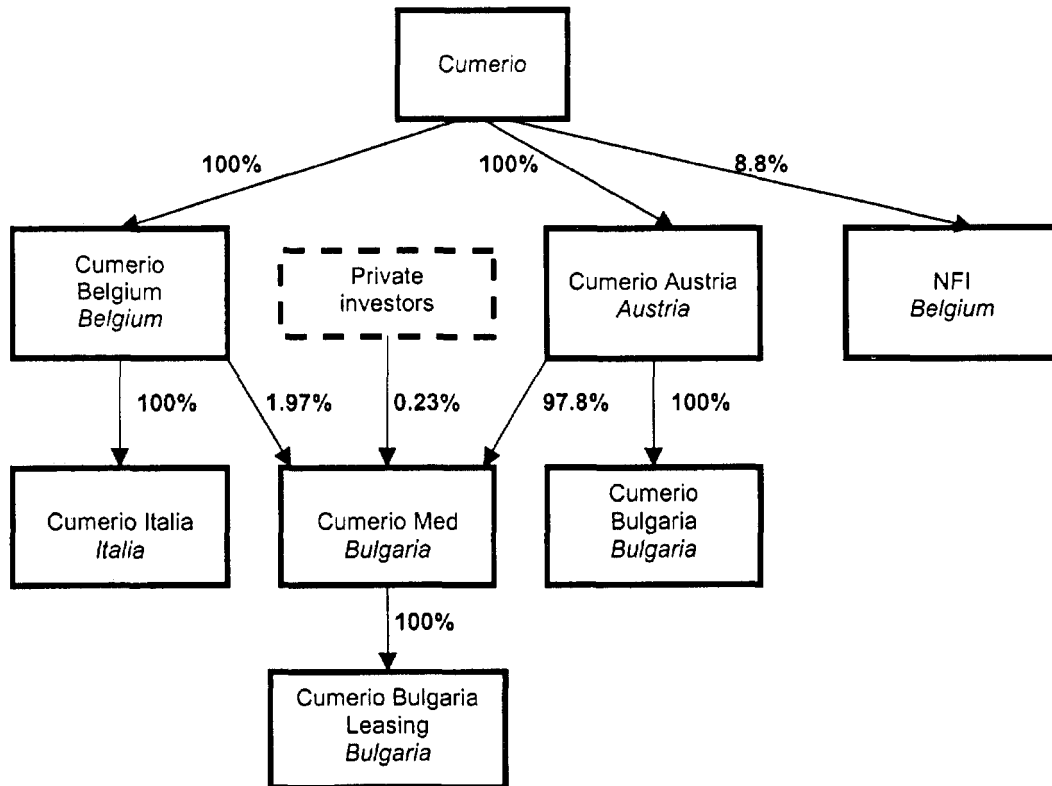 Cumerio
100%
100%
8.8%
Cumerio
Belgium
Belgium
Private
investors
Cumerio Austria
Austria
NFI
Belgium
100%
1.97%
0.23%
97.8%
100%
Cumerio Italia
Italia
Cumerio Med
Bulgaria
Cumerio
Bulgaria
Bulgaria
100%
Cumerio Bulgaria
Leasing
Bulgaria